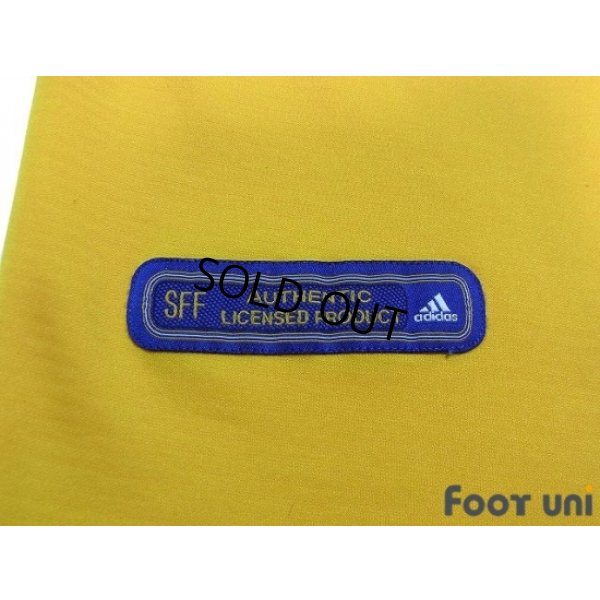 SOLD OUT
SFF
AUTHENTIC
LICENSED PRODUCT
adidas
FOOT UNI